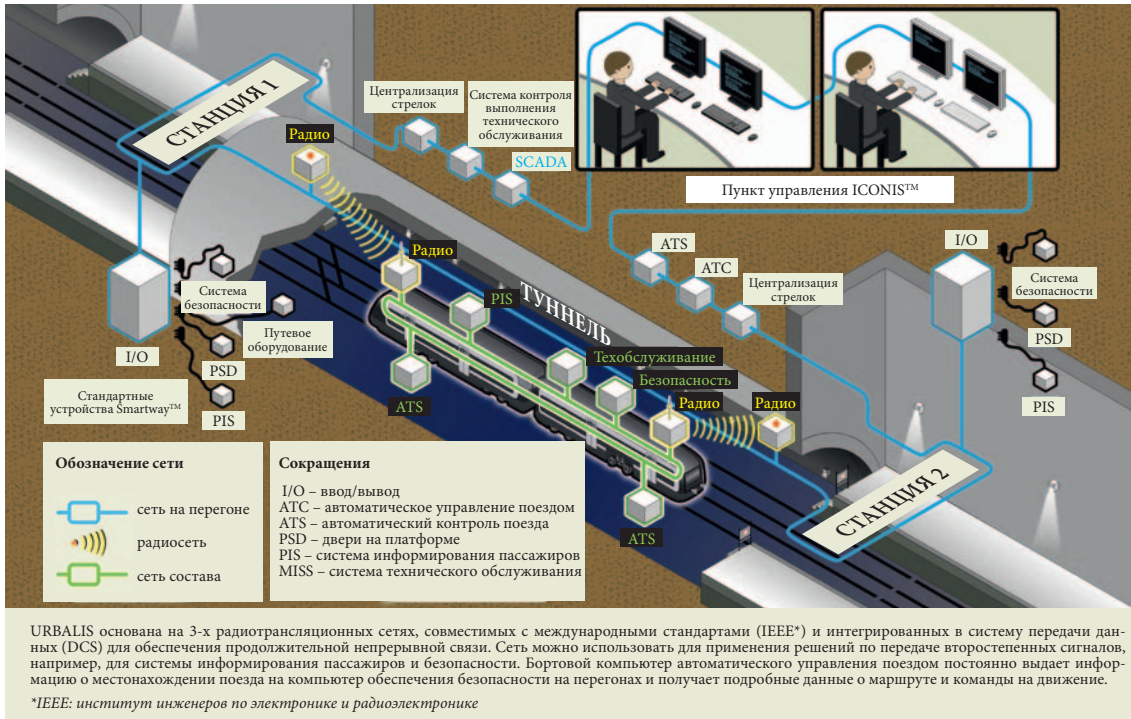 СТАНЦИЯ 1
Централизация
стрелок
Система контроля
выполнения
технического
обслуживания
SCADA
Радио
Пункт управления ICONIS™
Радио
ATS
ATC
Централизация
стрелок
I/O
Система
безопасности
PSD
PIS
Система
безопасности
Путевое
оборудование
I/O
PSD
PIS
Стандартные
устройства Smartway™
PIS
ТУННЕЛЬ
Техобслуживание
Безопасность
ATS
Радио
Радио
ATS
СТАНЦИЯ 2
Обозначение сети
сеть на перегоне
радиосеть
сеть состава
Сокращения
I/O – ввод/вывод
ATC – автоматическое управление поездом
ATS – автоматический контроль поезда
PSD – двери на платформе
PIS – система информирования пассажиров
MISS – система технического обслуживания
URBALIS основана на 3-х радиотрансляционных сетях, совместимых с международными стандартами (IEEE*) и интегрированных в систему передачи дан-
ных (DCS) для обеспечения продолжительной непрерывной связи. Сеть можно использовать для применения решений по передаче второстепенных сигналов,
например, для системы информирования пассажиров и безопасности. Бортовой компьютер автоматического управления поездом постоянно выдает инфор-
мацию о местонахождении поезда на компьютер обеспечения безопасности на перегонах и получает подробные данные о маршруте и команды на движение.
*IEEE: институт инженеров по электронике и радиоэлектронике